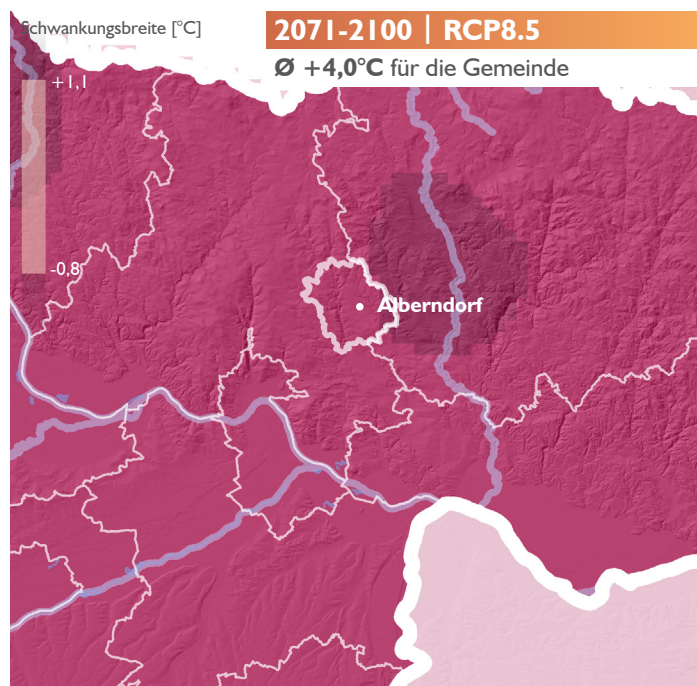 Schwankungsbreite [°C]
2071-2100 | RCP8.5
Ø +4,0°C für die Gemeinde
+1,1
-0,8
Alberndorf